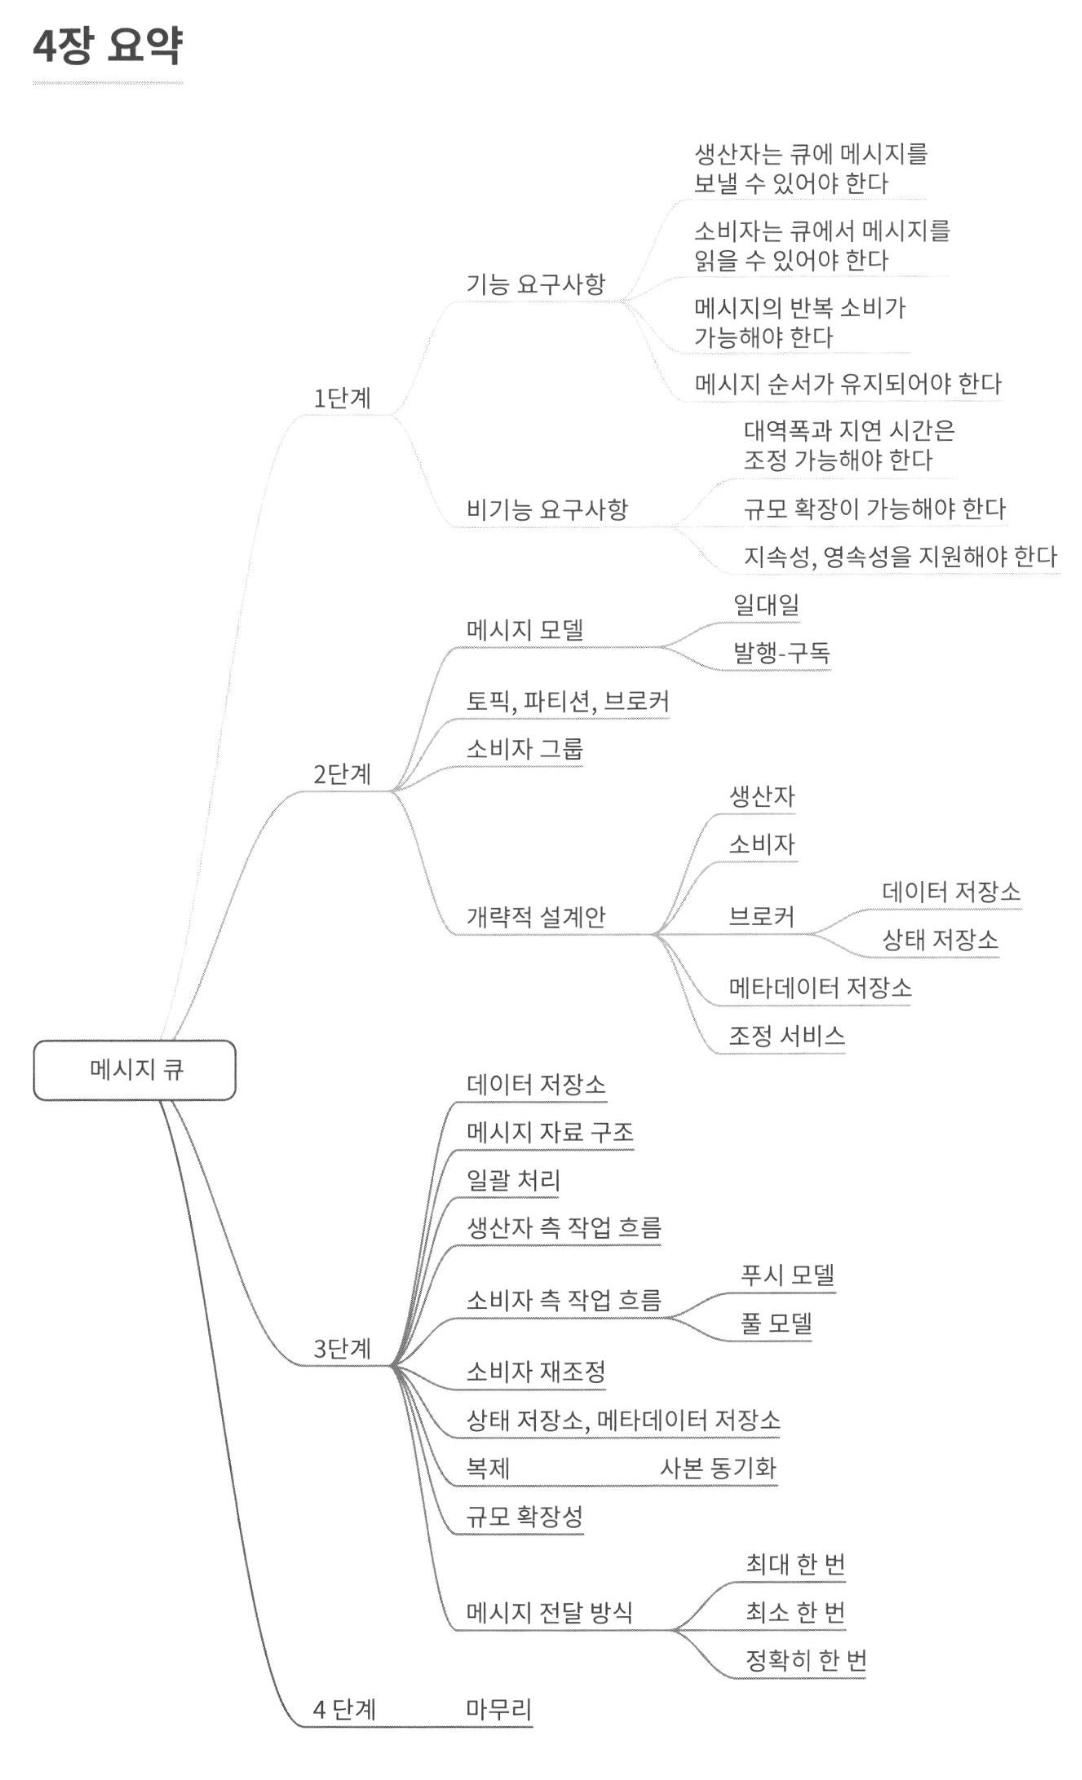 4장 요약
생산자는 큐에 메시지를
보낼 수 있어야 한다
소비자는 큐에서 메시지를
읽을 수 있어야 한다
기능 요구사항
메시지의 반복 소비가
가능해야 한다
메시지 순서가 유지되어야 한다
1단계
대역폭과 지연 시간은
조정 가능해야 한다
비기능 요구사항
규모 확장이 가능해야 한다
지속성, 영속성을 지원해야 한다
일대일
메시지 모델
발행-구독
토픽, 파티션, 브로커
소비자 그룹
2단계
생산자
소비자
데이터 저장소
개략적 설계안
브로커
상태 저장소
메타데이터 저장소
조정 서비스
메시지 큐
데이터 저장소
메시지 자료 구조
일괄 처리
생산자 측 작업 흐름
푸시 모델
소비자 측 작업 흐름
풀 모델
3단계
소비자 재조정
상태 저장소, 메타데이터 저장소
복제 사본 동기화
규모 확장성
최대 한 번
메시지 전달 방식
최소 한 번
정확히 한 번
4 단계 마무리